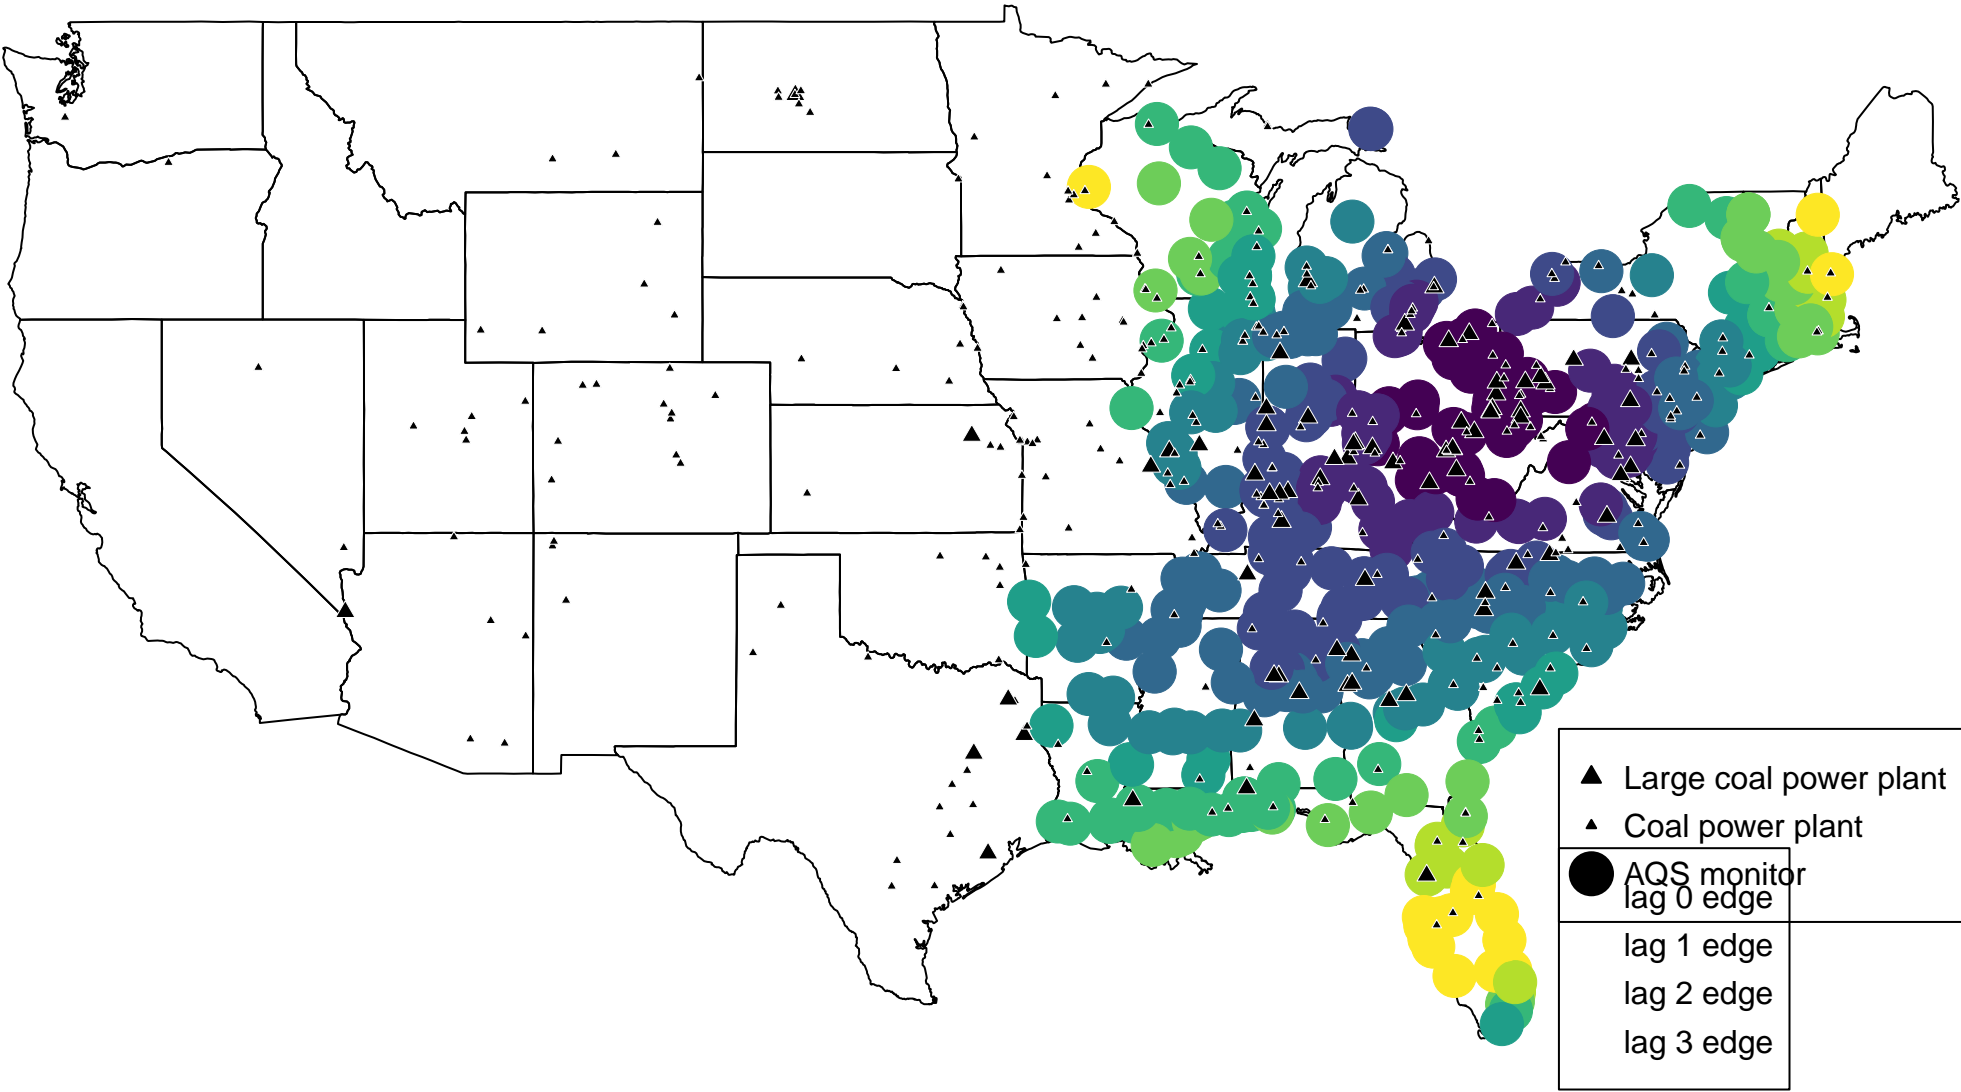 Large coal power plant
Coal power plant
AQS monitor
lag 0 edge
lag 1 edge
lag 2 edge
lag 3 edge